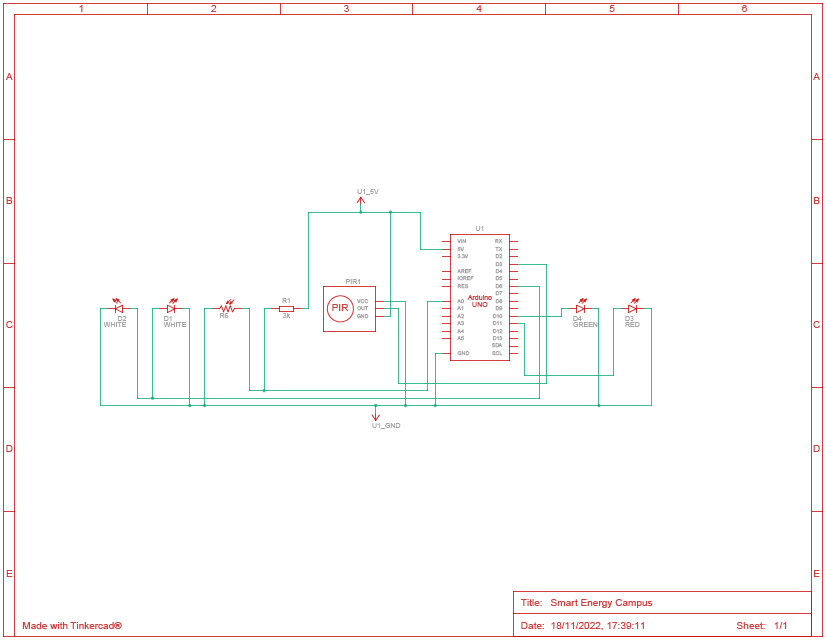 1 2 3 4 5 6
A A
B B
U1_5V
U1
VIN RX
5V TX
3.3V D2
D3
AREF D4
IOREF D5
RES D6
D7
PIR1
PIR
VCC
OUT
GND
Arduino
UNO
A0 D8
A1 D9
A2 D10
A3 D11
A4 D12
A5 D13
SDA
GND SCL
D2
WHITE
D1
WHITE
R6
R1
3k
D4
GREEN
D3
RED
C C
U1_GND
D D
E E
Title: Smart Energy Campus
Made with Tinkercad®
Date: 18/11/2022, 17:39:11 Sheet: 1/1